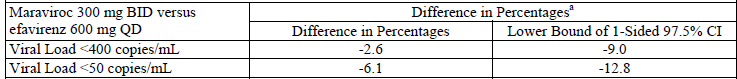 Maraviroc 300 mg BID versus efavirenz 600 mg QD Difference in Percentagesa
Difference in Percentages Lower Bound of 1-Sided 97.5% CI
Viral Load <400 copies/mL -2.6 -9.0
Viral Load <50 copies/mL -6.1 -12.8